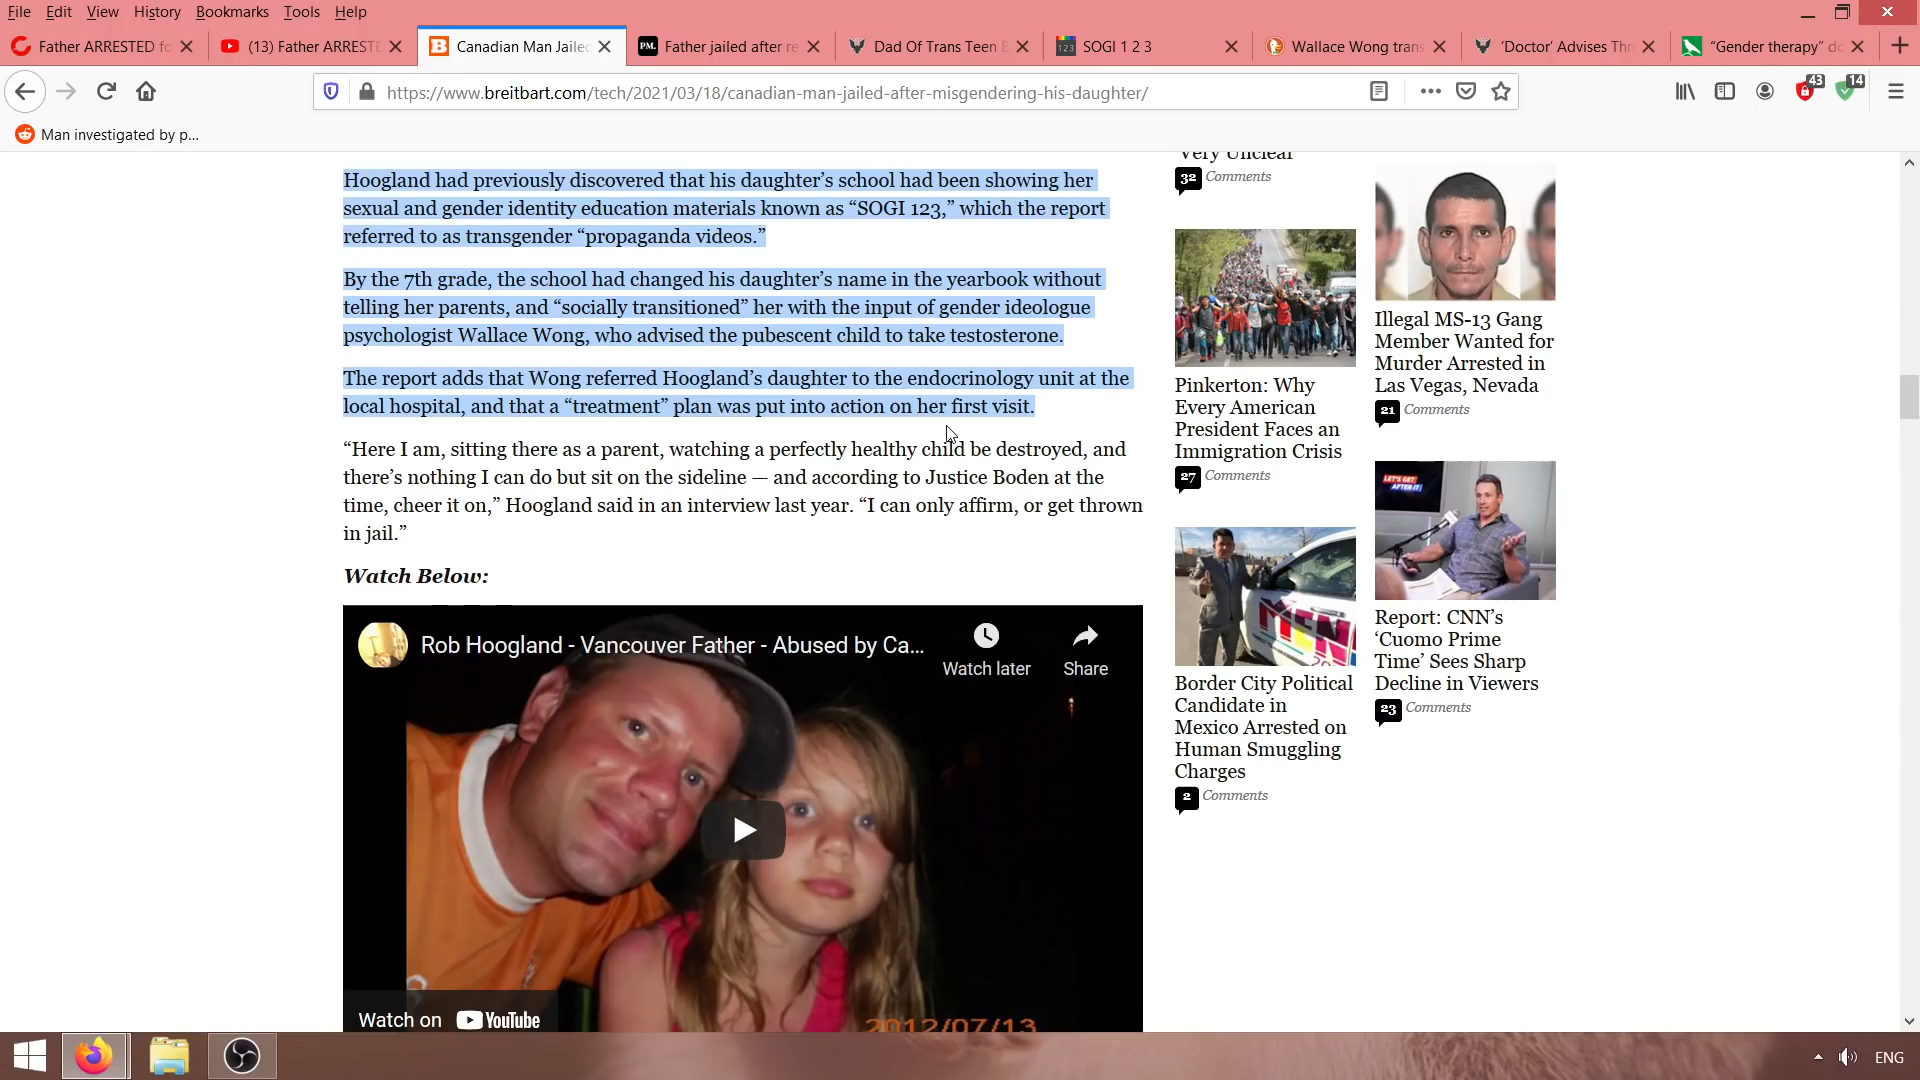 File Edit View History Bookmarks Tools Help
Father ARRESTED fo
(13) Father ARREST
Canadian Man Jailed
PM. Father jailed after re
Dad Of Trans Teen
SOGI 1 2 3
Wallace Wong trans
‘Doctor’ Advises Thr
“Gender therapy” do
https://www.breitbart.com/tech/2021/03/18/canadian-man-jailed-after-misgendering-his-daughter/
43
14
Man investigated by p...
Hoogland had previously discovered that his daughter’s school had been showing her
sexual and gender identity education materials known as “SOGI 123,” which the report
referred to as transgender “propaganda videos.”
By the 7th grade, the school had changed his daughter’s name in the yearbook without
telling her parents, and “socially transitioned” her with the input of gender ideologue
psychologist Wallace Wong, who advised the pubescent child to take testosterone.
The report adds that Wong referred Hoogland’s daughter to the endocrinology unit at the
local hospital, and that a “treatment” plan was put into action on her first visit.
“Here I am, sitting there as a parent, watching a perfectly healthy child be destroyed, and
there’s nothing I can do but sit on the sideline — and according to Justice Boden at the
time, cheer it on,” Hoogland said in an interview last year. “I can only affirm, or get thrown
in jail.”
Watch Below:
Rob Hoogland - Vancouver Father - Abused by Ca...
Watch later
Share
Watch on YouTube
2012/07/13
Very Unclear
32 Comments
Pinkerton: Why
Every American
President Faces an
Immigration Crisis
27 Comments
Border City Political
Candidate in
Mexico Arrested on
Human Smuggling
Charges
2 Comments
Illegal MS-13 Gang
Member Wanted for
Murder Arrested in
Las Vegas, Nevada
21 Comments
LET'S GET
AFTER IT
Report: CNN’s
‘Cuomo Prime
Time’ Sees Sharp
Decline in Viewers
23 Comments
ENG